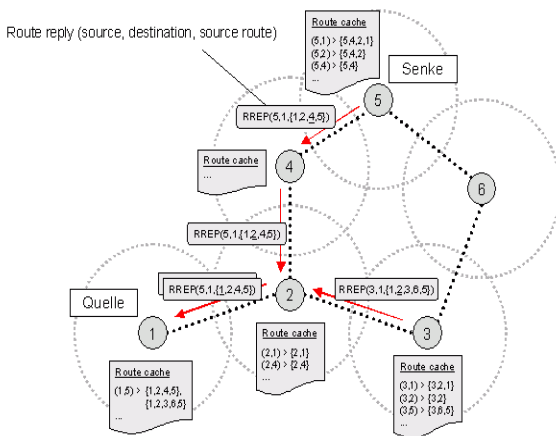 Route reply (source, destination, source route)
Route cache
(5,1) > {5,4,2,1}
(5,2) > {5,4,2}
(5,4) > {5,4}
...
Senke
5
RREP(5,1,{1,2,4,5})
4
Route cache
...
6
RREP(5,1,{1,2,4,5})
RREP(5,1,{1,2,4,5})
RREP(3,1,{1,2,3,6,5})
Quelle
2
1
3
Route cache
(2,1) > {2,1}
(2,4) > {2,4}
...
Route cache
(1,5) > {1,2,4,5},
{1,2,3,6,5}
...
Route cache
(3,1) > {3,2,1}
(3,2) > {3,2}
(3,5) > {3,6,5}
...